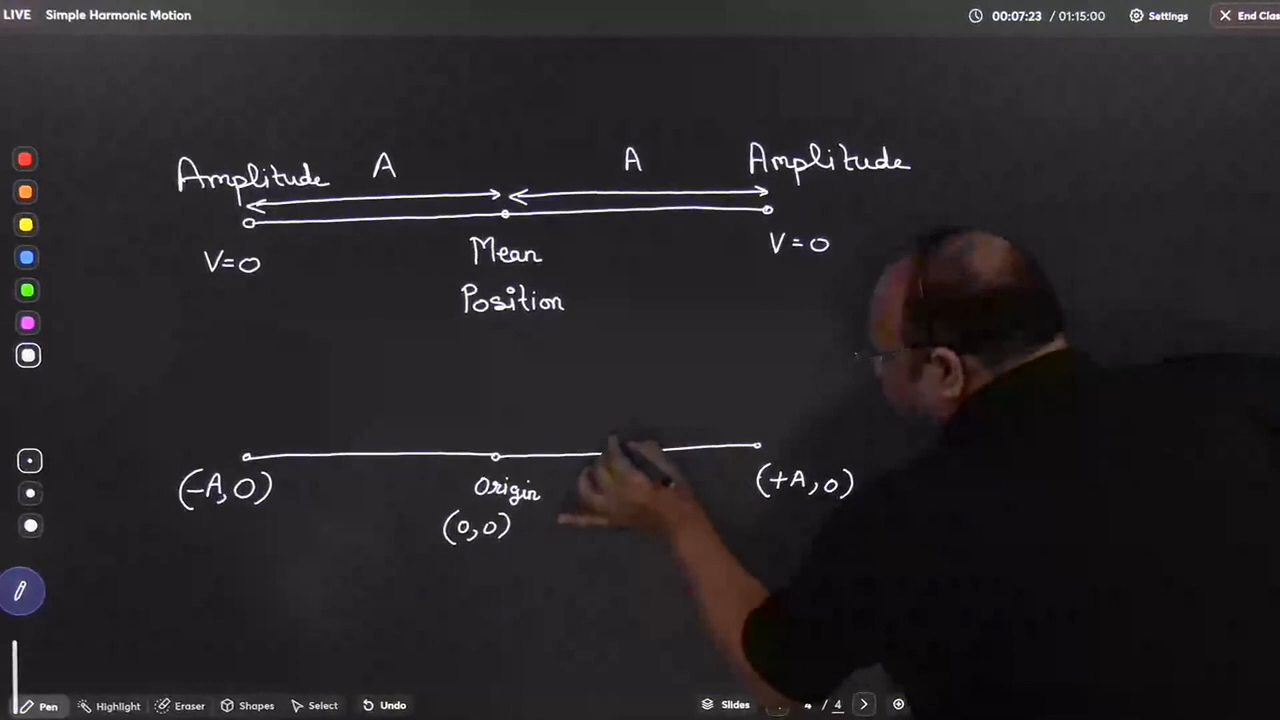 LIVE Simple Harmonic Motion 00:07:23 / 01:15:00 Settings End Clas
Amplitude A A Amplitude
V=0 Mean Position V=0
(-A,0) Origin (0,0) (+A,0)
Pen Highlight Eraser Shapes Select Undo Slides / 4